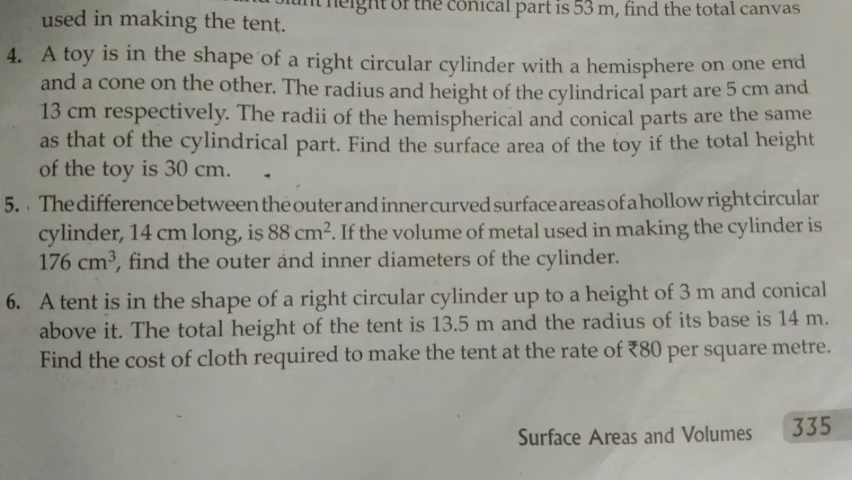 height of the conical part is 53 m, find the total canvas
used in making the tent.
4. A toy is in the shape of a right circular cylinder with a hemisphere on one end
and a cone on the other. The radius and height of the cylindrical part are 5 cm and
13 cm respectively. The radii of the hemispherical and conical parts are the same
as that of the cylindrical part. Find the surface area of the toy if the total height
of the toy is 30 cm.
5. The difference between the outer and inner curved surface areas of a hollow right circular
cylinder, 14 cm long, is 88 cm². If the volume of metal used in making the cylinder is
176 cm³, find the outer and inner diameters of the cylinder.
6. A tent is in the shape of a right circular cylinder up to a height of 3 m and conical
above it. The total height of the tent is 13.5 m and the radius of its base is 14 m.
Find the cost of cloth required to make the tent at the rate of ₹80 per square metre.
Surface Areas and Volumes 335